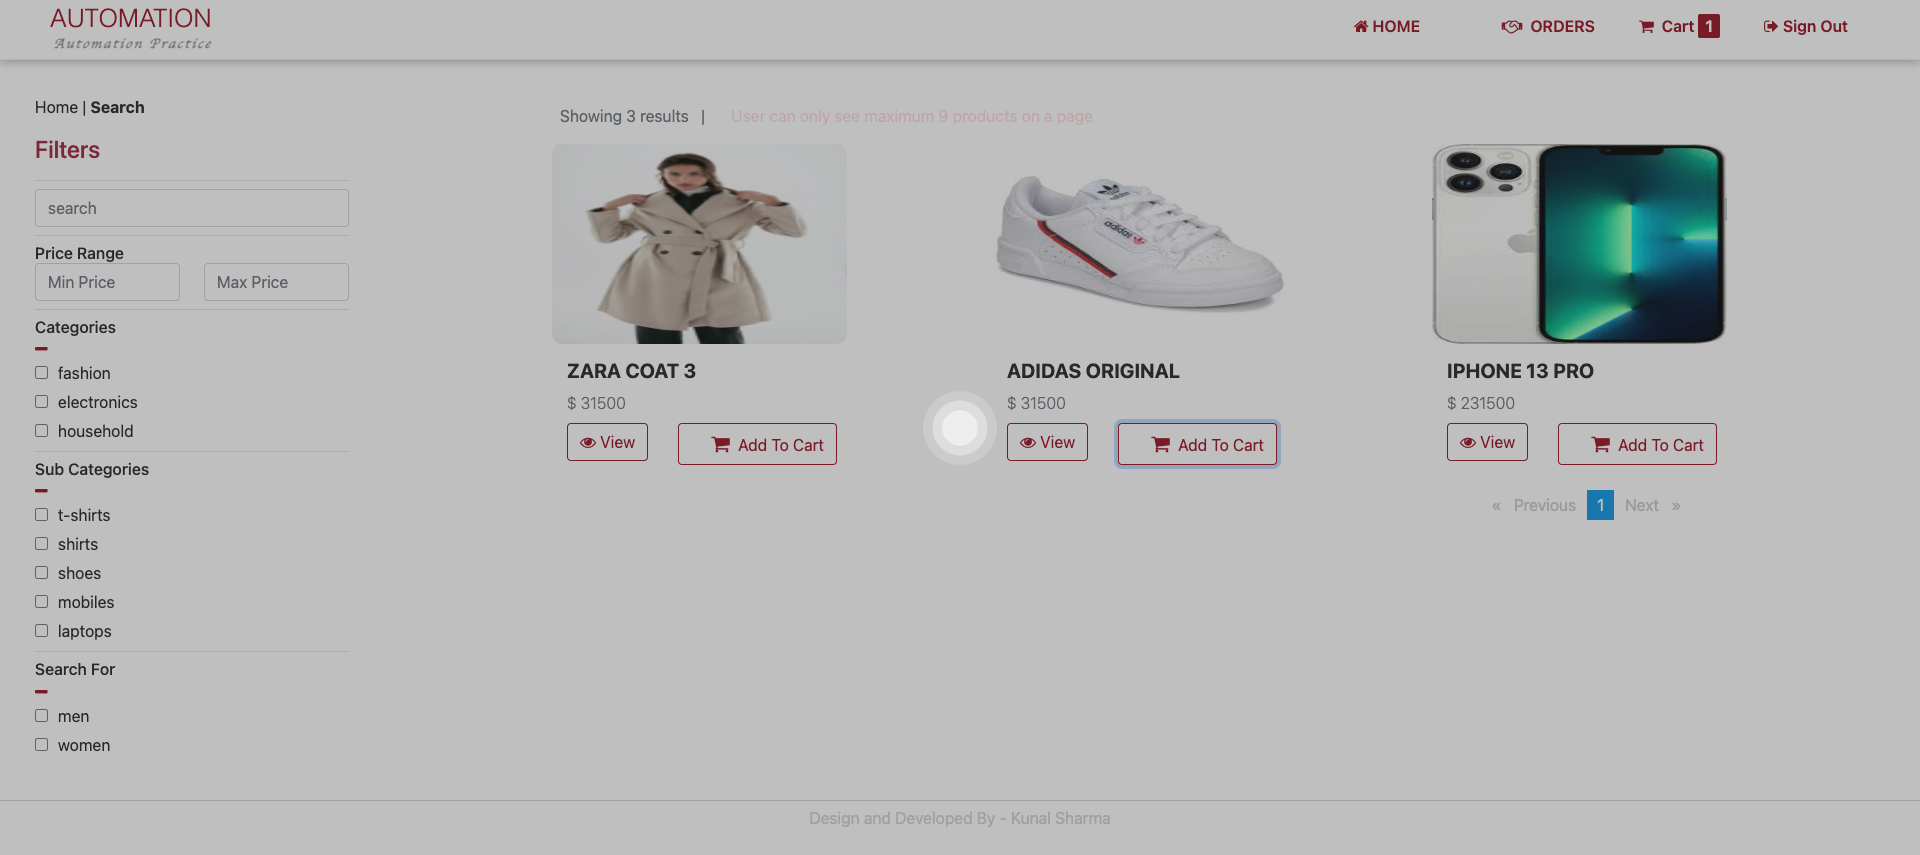 AUTOMATION
Automation Practice
HOME
ORDERS
Cart 1
Sign Out
Home | Search
Filters
search
Price Range
Min Price
Max Price
Categories
fashion
electronics
household
Sub Categories
t-shirts
shirts
shoes
mobiles
laptops
Search For
men
women
Showing 3 results |
User can only see maximum 9 products on a page
ZARA COAT 3
$ 31500
View
Add To Cart
adidas
adidas
ADIDAS ORIGINAL
$ 31500
View
Add To Cart
IPHONE 13 PRO
$ 231500
View
Add To Cart
« Previous 1 Next »
Design and Developed By - Kunal Sharma